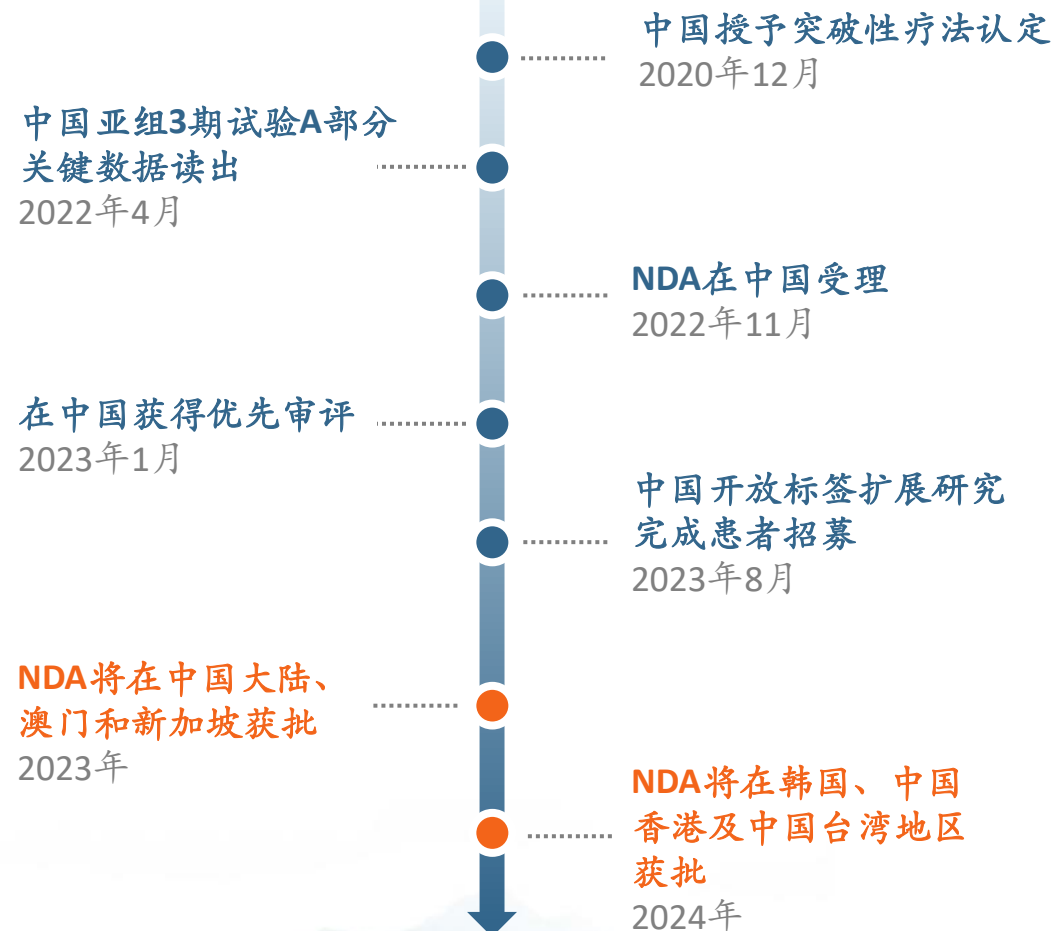 中国授予突破性疗法认定
2020年12月
中国亚组3期试验A部分
关键数据读出
2022年4月
NDA在中国受理
2022年11月
在中国获得优先审评
2023年1月
中国开放标签扩展研究
完成患者招募
2023年8月
NDA将在中国大陆、
澳门和新加坡获批
2023年
NDA将在韩国、中国
香港及中国台湾地区
获批
2024年